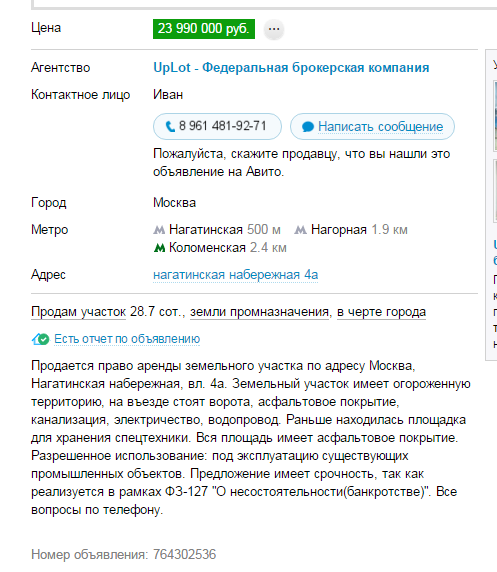 Цена 23 990 000 руб. ...
Агентство UpLot - Федеральная брокерская компания
Контактное лицо Иван
8 961 481-92-71 Написать сообщение
Пожалуйста, скажите продавцу, что вы нашли это
объявление на Авито.
Город Москва
Метро Нагатинская 500 м Нагорная 1.9 км
Коломенская 2.4 км
Адрес нагатинская набережная 4а
Продам участок 28.7 сот., земли промназначения, в черте города
Есть отчет по объявлению
Продается право аренды земельного участка по адресу Москва,
Нагатинская набережная, вл. 4а. Земельный участок имеет огороженную
территорию, на въезде стоят ворота, асфальтовое покрытие,
канализация, электричество, водопровод. Раньше находилась площадка
для хранения спецтехники. Вся площадь имеет асфальтовое покрытие.
Разрешенное использование: под эксплуатацию существующих
промышленных объектов. Предложение имеет срочность, так как
реализуется в рамках ФЗ-127 "О несостоятельности(банкротстве)". Все
вопросы по телефону.
Номер объявления: 764302536